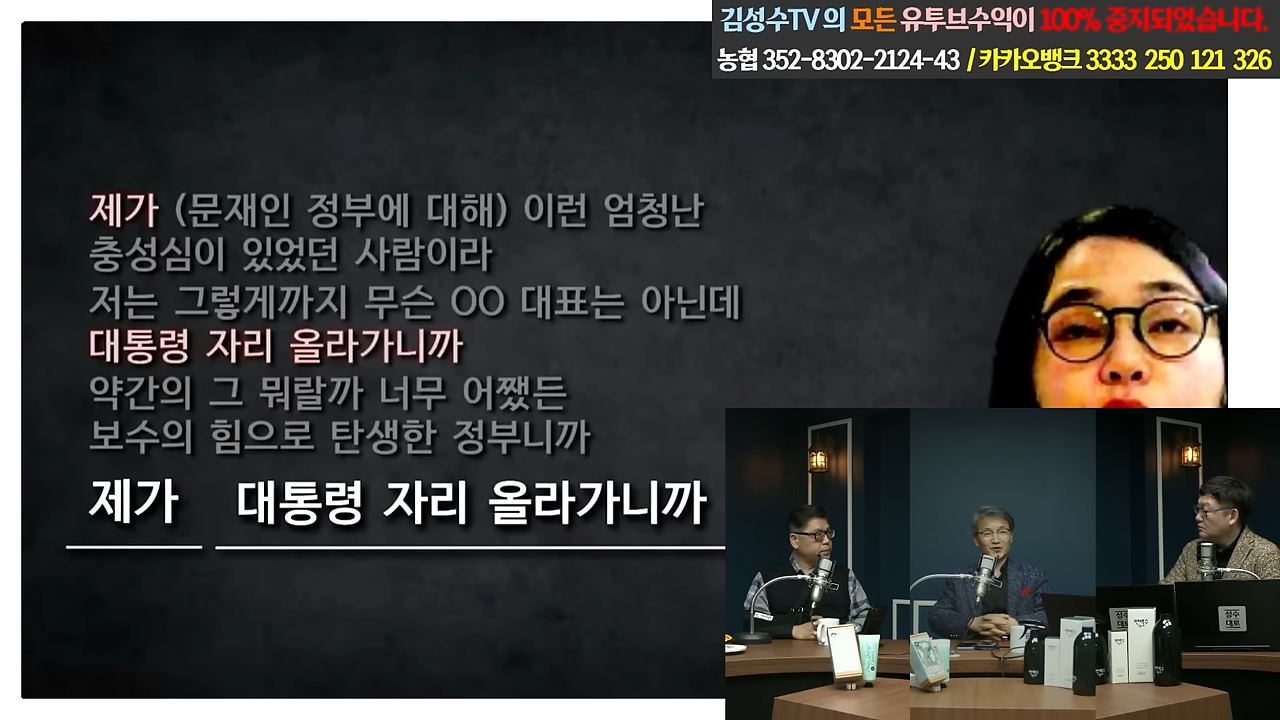 김성수TV의 모든 유투브수익이 100% 중지되었습니다.
농협 352-8302-2124-43 / 카카오뱅크 3333 250 121 326
제가 (문재인 정부에 대해) 이런 엄청난
충성심이 있었던 사람이라
저는 그렇게까지 무슨 OO 대표는 아닌데
대통령 자리 올라가니까
약간의 그 뭐랄까 너무 어쨌든
보수의 힘으로 탄생한 정부니까
제가 대통령 자리 올라가니까
정수
대로